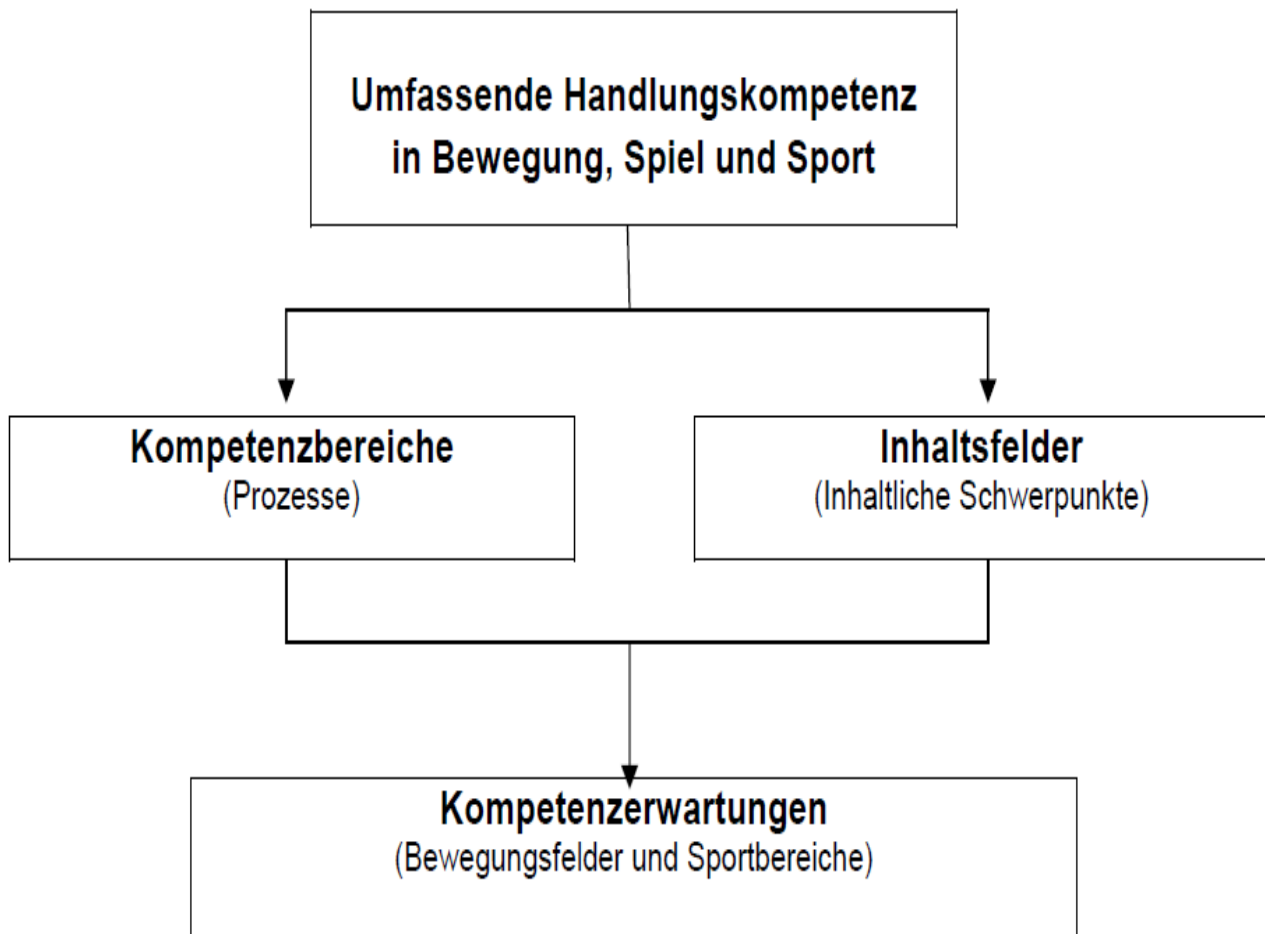 Umfassende Handlungskompetenz
in Bewegung, Spiel und Sport
Kompetenzbereiche
(Prozesse)
Inhaltsfelder
(Inhaltliche Schwerpunkte)
Kompetenzerwartungen
(Bewegungsfelder und Sportbereiche)